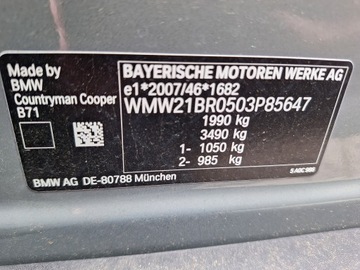 Made by
BMW
Countryman Cooper
B71
BAYERISCHE MOTOREN WERKE AG
e1*2007/46*1682
WMW21BR0503P85647
1990 kg
3490 kg
1- 1050 kg
2- 985 kg
BMW AG DE-80788 München